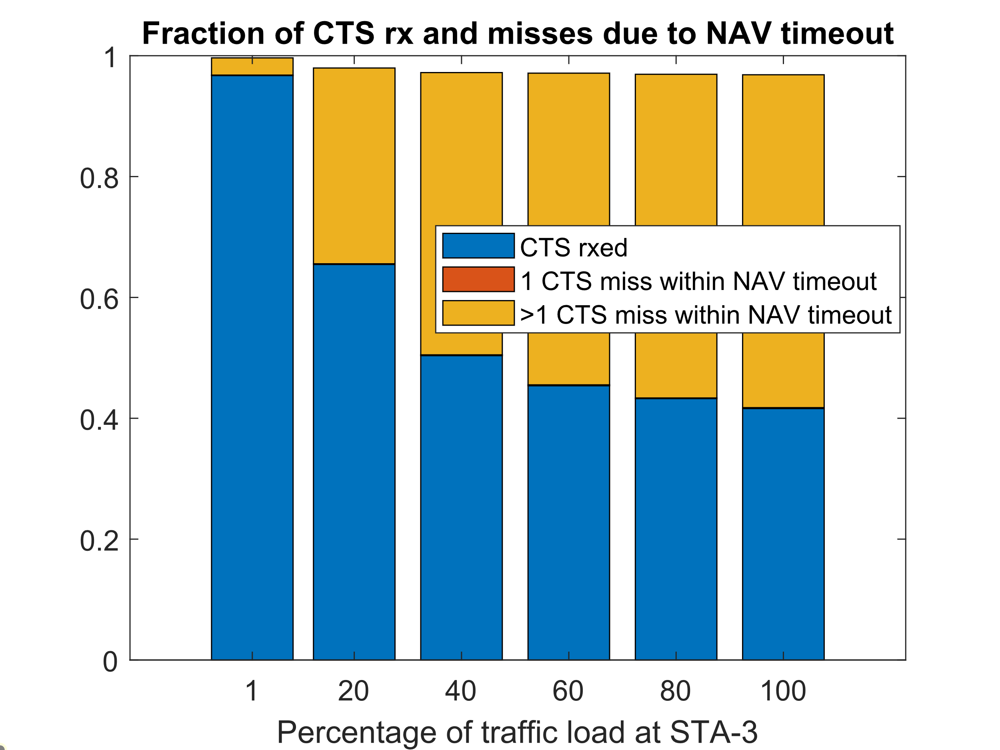 Fraction of CTS rx and misses due to NAV timeout
1
0.8
0.6
0.4
0.2
0
CTS rxed
1 CTS miss within NAV timeout
>1 CTS miss within NAV timeout
1 20 40 60 80 100
Percentage of traffic load at STA-3